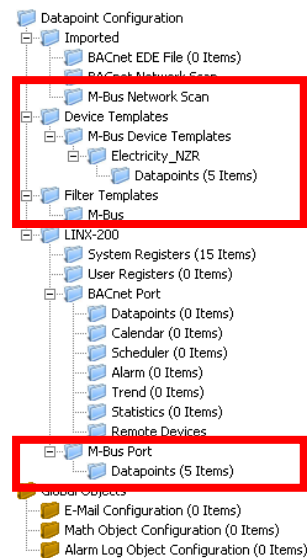 Datapoint Configuration
Imported
BACnet EDE File (0 Items)
BACnet Network Scan
M-Bus Network Scan
Device Templates
M-Bus Device Templates
Electricity_NZR
Datapoints (5 Items)
Filter Templates
M-Bus
LINX-200
System Registers (15 Items)
User Registers (0 Items)
BACnet Port
Datapoints (0 Items)
Calendar (0 Items)
Scheduler (0 Items)
Alarm (0 Items)
Trend (0 Items)
Statistics (0 Items)
Remote Devices
M-Bus Port
Datapoints (5 Items)
Global Objects
E-Mail Configuration (0 Items)
Math Object Configuration (0 Items)
Alarm Log Object Configuration (0 Items)